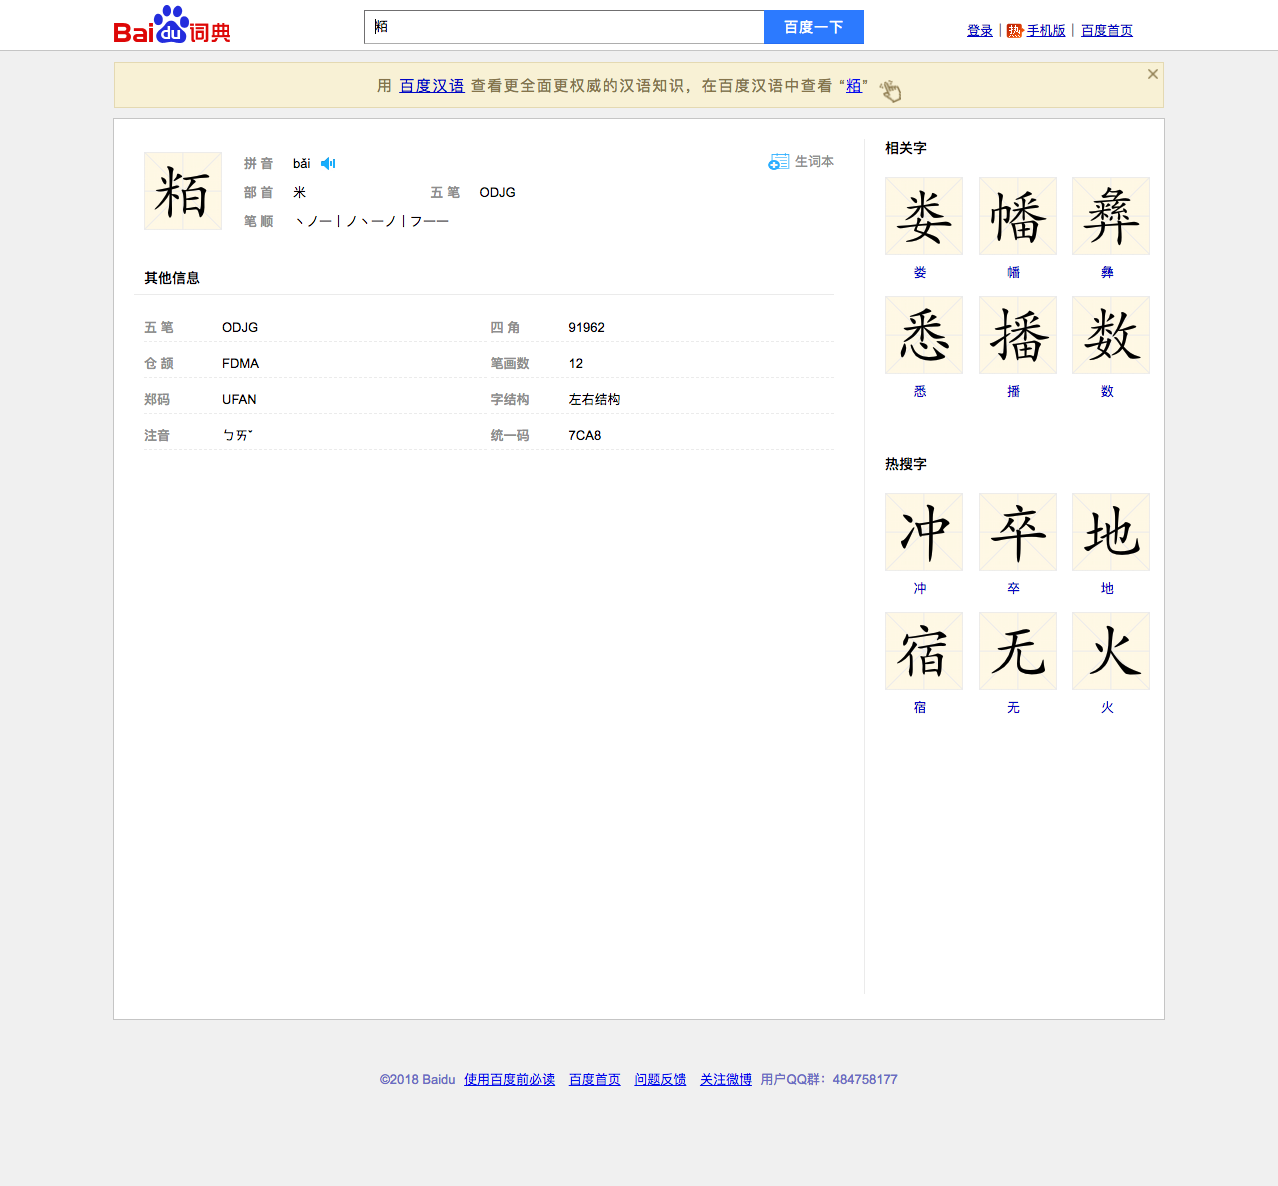 Bai du 词典
粨
百度一下
登录 | 热 手机版 | 百度首页
用 百度汉语 查看更全面更权威的汉语知识，在百度汉语中查看 “粨”
粨
拼 音 bǎi
生词本
部 首 米 五 笔 ODJG
笔 顺 丶ノ一丨ノ丶一ノ丨フ一一
其他信息
五 笔 ODJG 四 角 91962
仓 颉 FDMA 笔画数 12
郑码 UFAN 字结构 左右结构
注音 ㄅㄞˇ 统一码 7CA8
相关字
娄 幡 彝
娄 幡 彝
悉 播 数
悉 播 数
热搜字
冲 卒 地
冲 卒 地
宿 无 火
宿 无 火
©2018 Baidu 使用百度前必读 百度首页 问题反馈 关注微博 用户QQ群：484758177